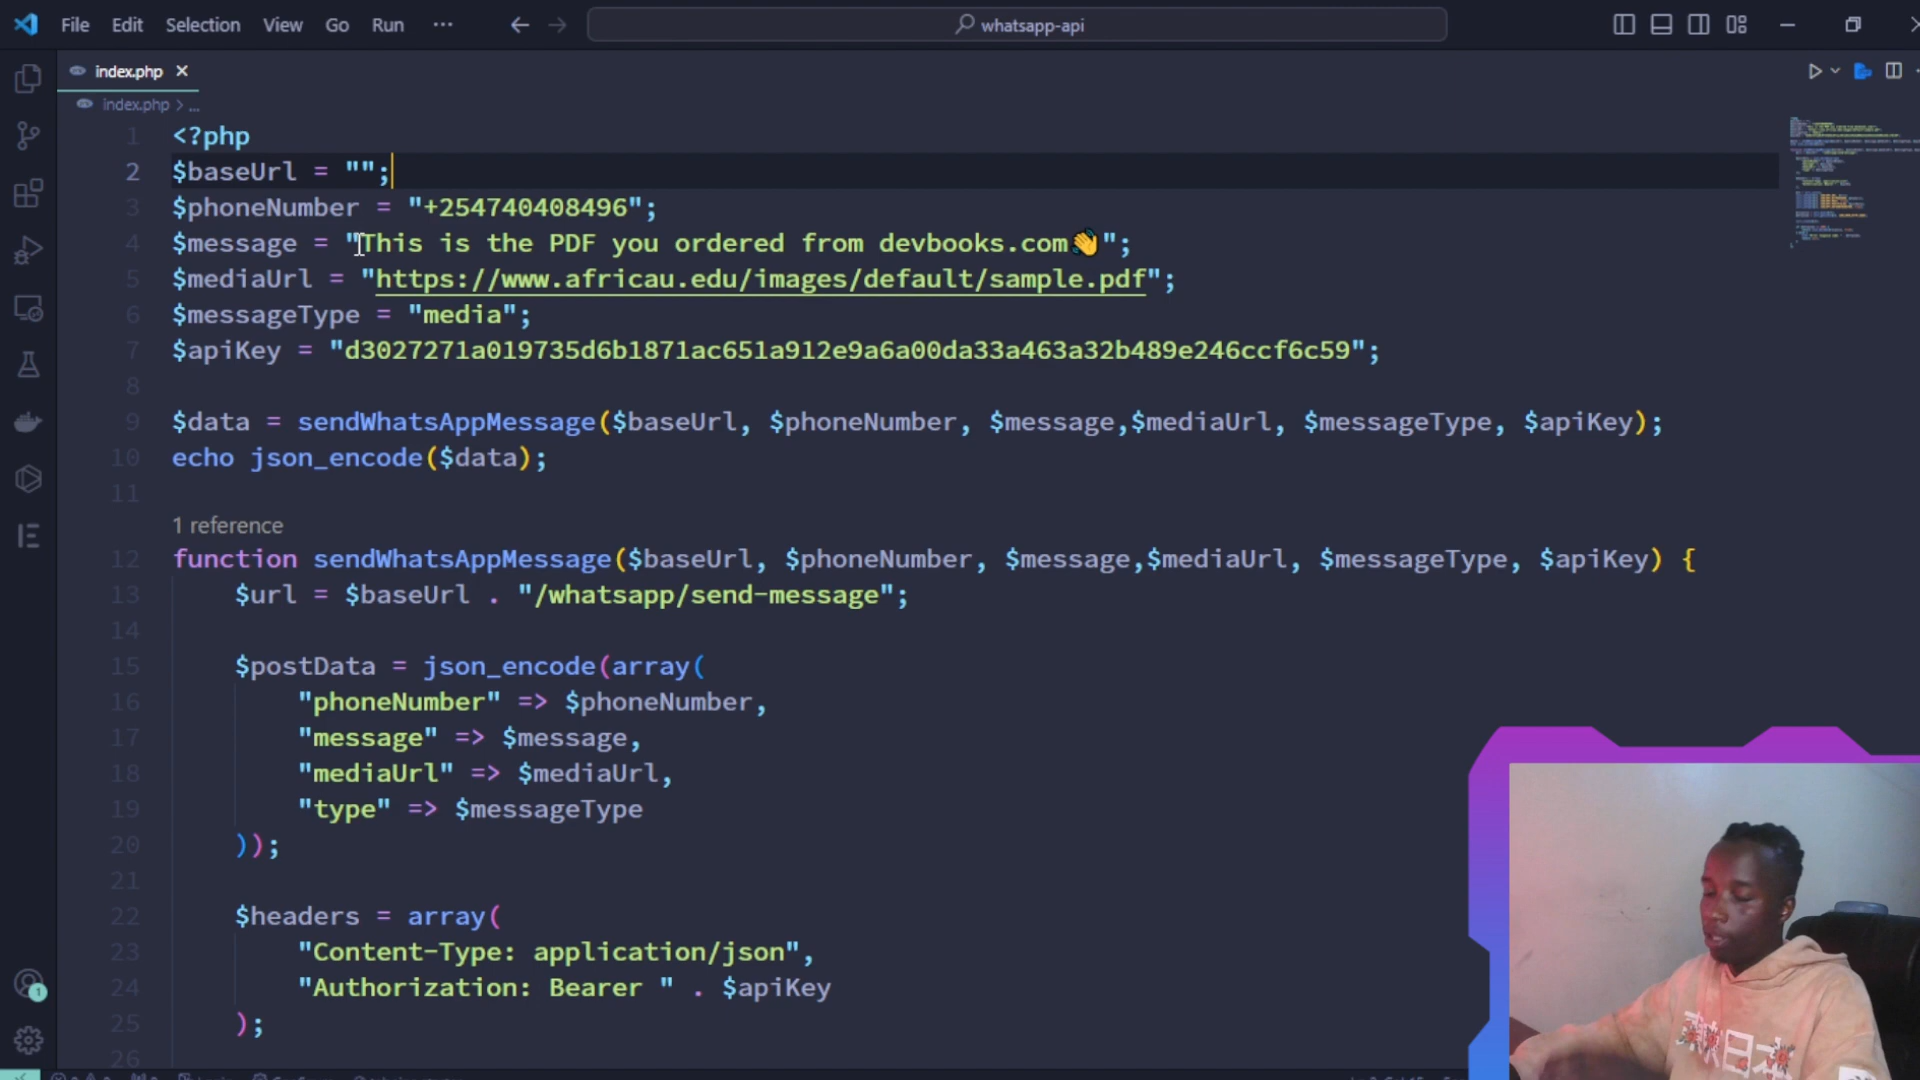 File Edit Selection View Go Run ··· whatsapp-api
index.php
index.php > ...
1 <?php
2 $baseUrl = "";
3 $phoneNumber = "+254740408496";
4 $message = "This is the PDF you ordered from devbooks.com👋";
5 $mediaUrl = "https://www.africau.edu/images/default/sample.pdf";
6 $messageType = "media";
7 $apiKey = "d3027271a019735d6b1871ac651a912e9a6a00da33a463a32b489e246ccf6c59";
8
9 $data = sendWhatsAppMessage($baseUrl, $phoneNumber, $message,$mediaUrl, $messageType, $apiKey);
10 echo json_encode($data);
11
1 reference
12 function sendWhatsAppMessage($baseUrl, $phoneNumber, $message,$mediaUrl, $messageType, $apiKey) {
13 $url = $baseUrl . "/whatsapp/send-message";
14
15 $postData = json_encode(array(
16 "phoneNumber" => $phoneNumber,
17 "message" => $message,
18 "mediaUrl" => $mediaUrl,
19 "type" => $messageType
20 ));
21
22 $headers = array(
23 "Content-Type: application/json",
24 "Authorization: Bearer " . $apiKey
25 );
26
1
日本